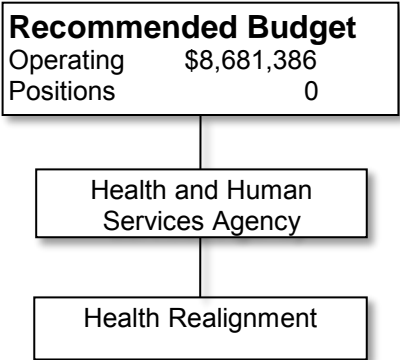 Recommended Budget
Operating $8,681,386
Positions 0
Health and Human
Services Agency
Health Realignment